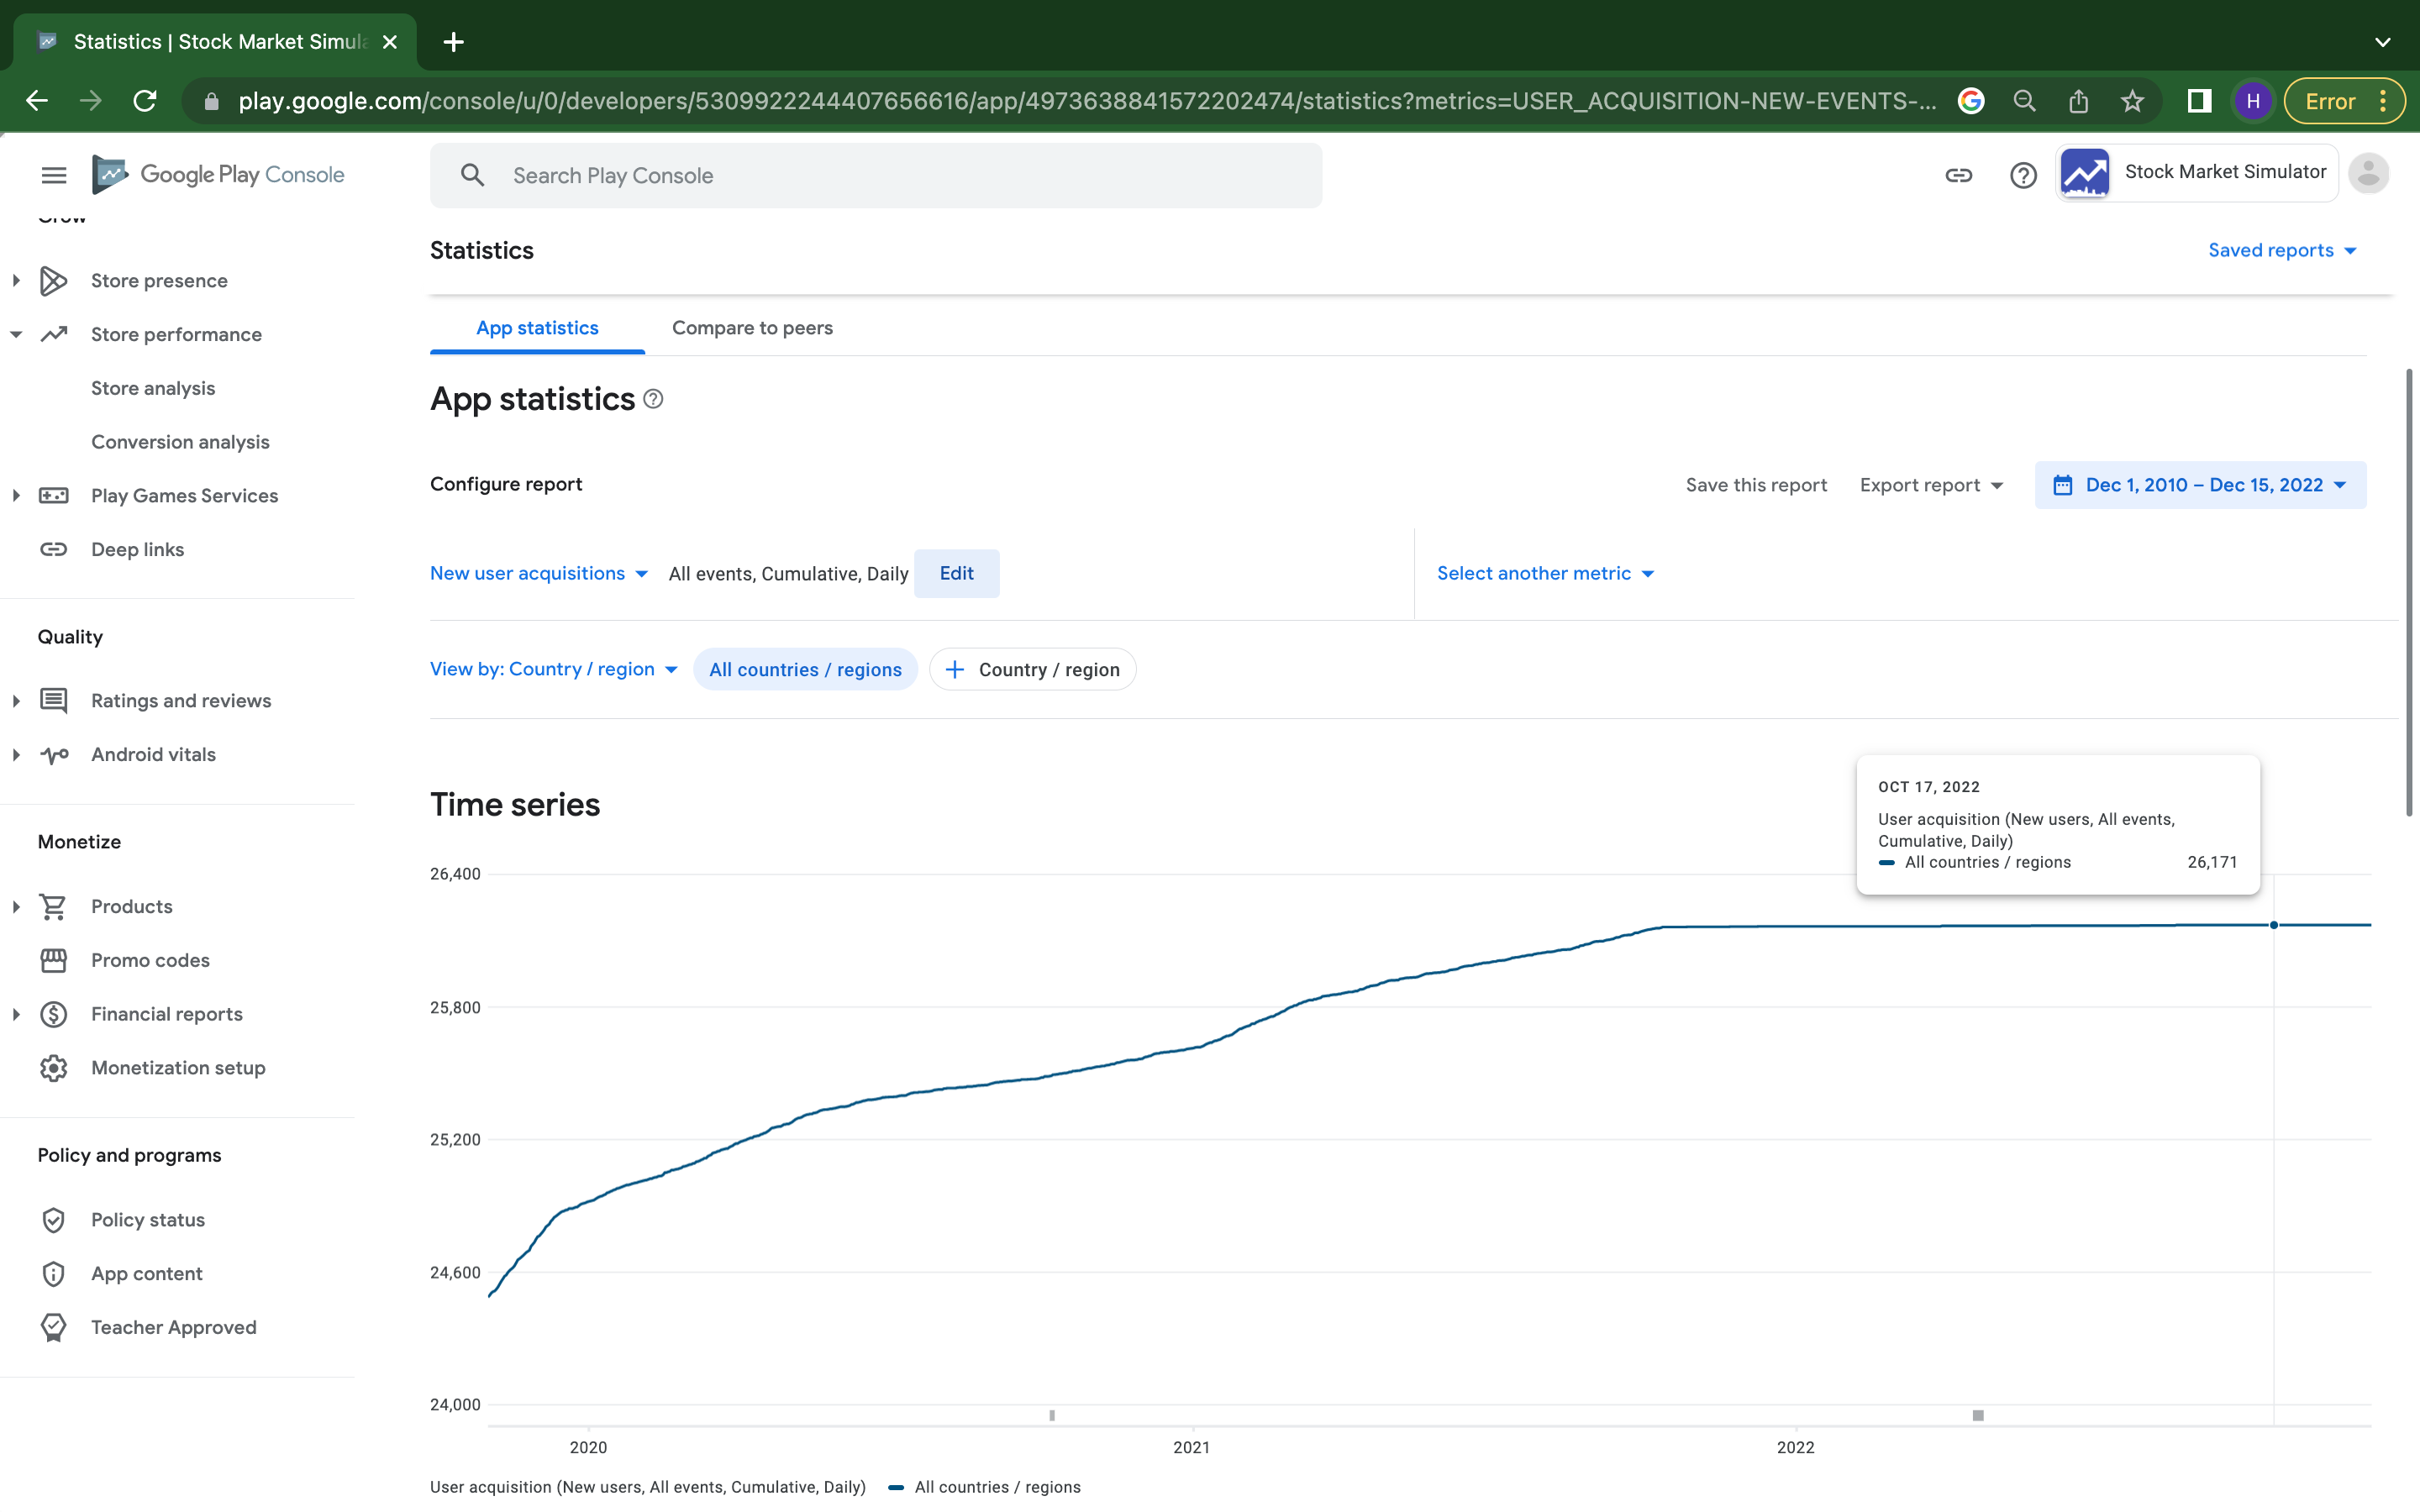 Statistics | Stock Market Simula
play.google.com/console/u/0/developers/5309922244407656616/app/4973638841572202474/statistics?metrics=USER_ACQUISITION-NEW-EVENTS-...
H
Error
Google Play Console
Search Play Console
Stock Market Simulator
Grow
Store presence
Store performance
Store analysis
Conversion analysis
Play Games Services
Deep links
Quality
Ratings and reviews
Android vitals
Monetize
Products
Promo codes
Financial reports
Monetization setup
Policy and programs
Policy status
App content
Teacher Approved
Statistics
Saved reports
App statistics
Compare to peers
App statistics
Configure report
Save this report
Export report
Dec 1, 2010 – Dec 15, 2022
New user acquisitions
All events, Cumulative, Daily
Edit
Select another metric
View by: Country / region
All countries / regions
Country / region
Time series
OCT 17, 2022
User acquisition (New users, All events,
Cumulative, Daily)
All countries / regions 26,171
26,400
25,800
25,200
24,600
24,000
2020
2021
2022
User acquisition (New users, All events, Cumulative, Daily)
All countries / regions